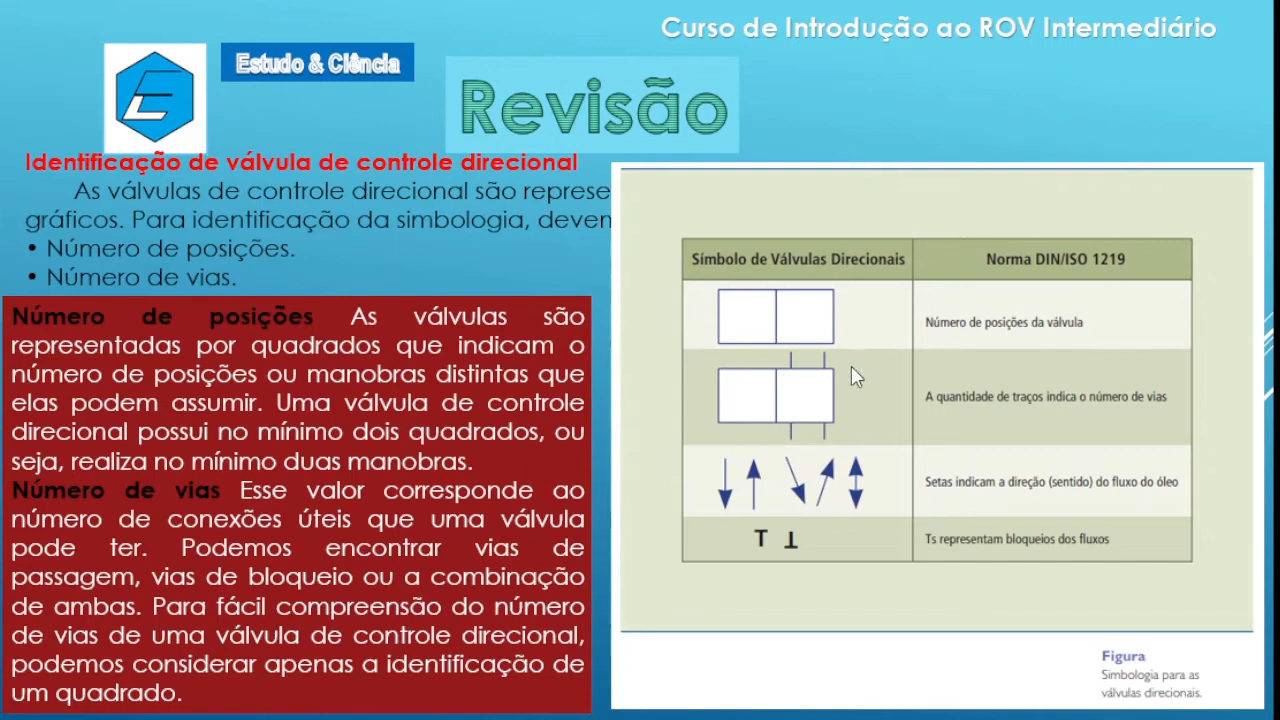 Curso de Introdução ao ROV Intermediário
Estudo & Ciência
Revisão
Identificação de válvula de controle direcional
As válvulas de controle direcional são
gráficos. Para identificação da simbologia,
• Número de posições.
• Número de vias.
Número de posições As válvulas são
representadas por quadrados que indicam o
número de posições ou manobras distintas que
elas podem assumir. Uma válvula de controle
direcional possui no mínimo dois quadrados, ou
seja, realiza no mínimo duas manobras.
Número de vias Esse valor corresponde ao
número de conexões úteis que uma válvula
pode ter. Podemos encontrar vias de
passagem, vias de bloqueio ou a combinação
de ambas. Para fácil compreensão do número
de vias de uma válvula de controle direcional,
podemos considerar apenas a identificação de
um quadrado.
Símbolo de Válvulas Direcionais
Norma DIN/ISO 1219
Número de posições da válvula
A quantidade de traços indica o número de vias
Setas indicam a direção (sentido) do fluxo do óleo
Ts representam bloqueios dos fluxos
Figura
Simbologia para as
válvulas direcionais.